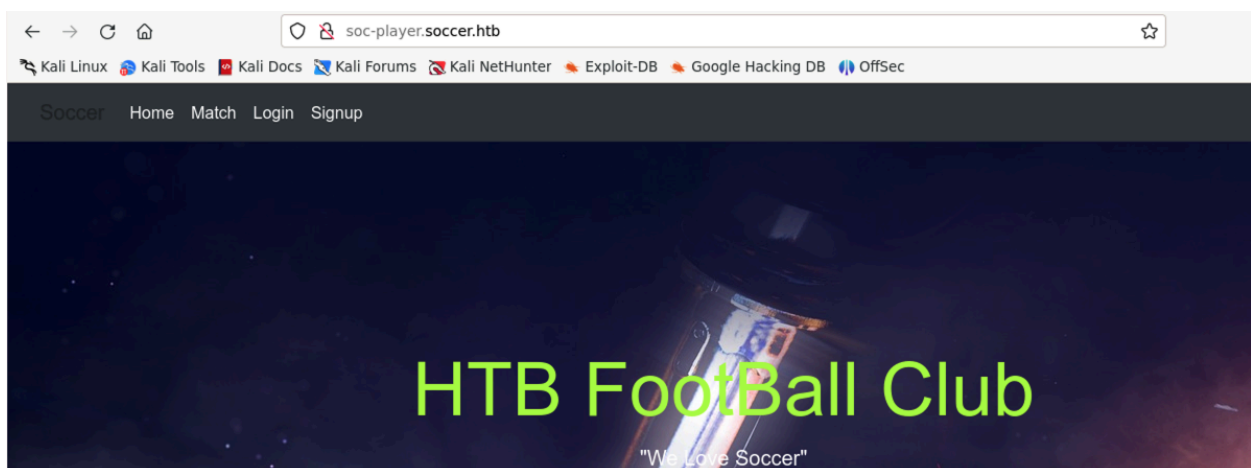 soc-player.soccer.htb
Kali Linux Kali Tools Kali Docs Kali Forums Kali NetHunter Exploit-DB Google Hacking DB OffSec
Soccer Home Match Login Signup
HTB FootBall Club
"We Love Soccer"